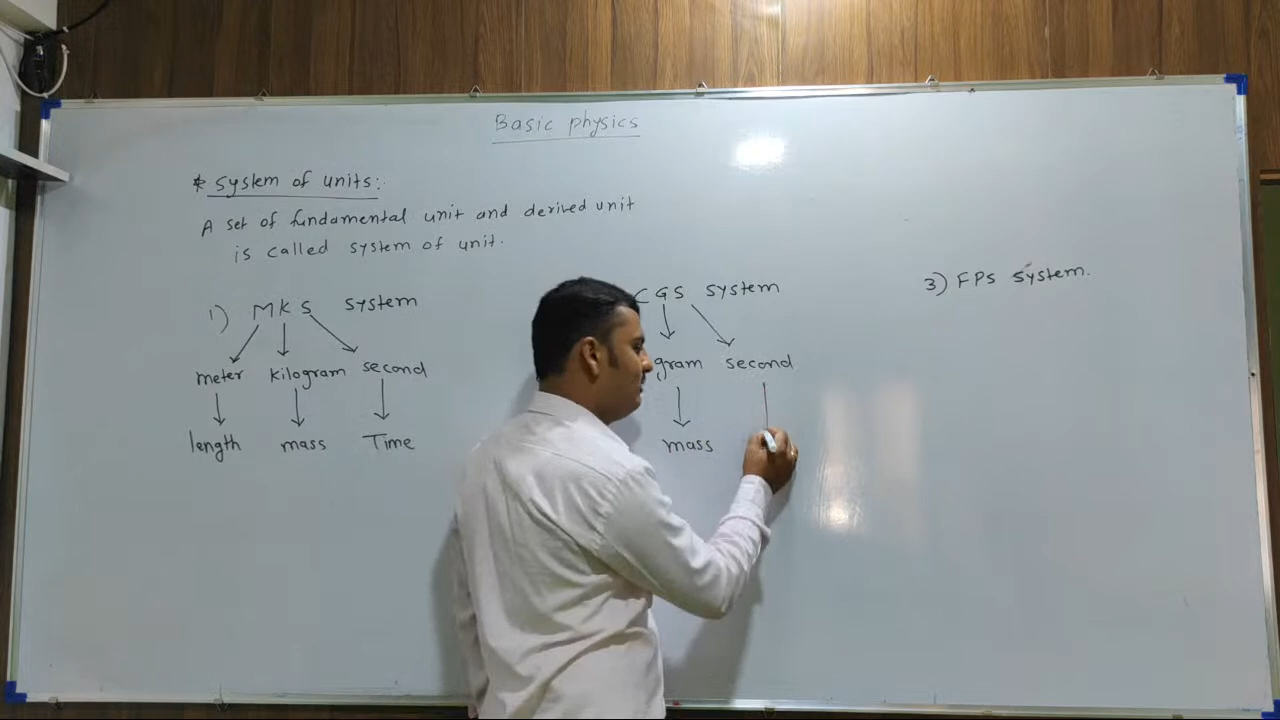 Basic physics
* System of units:
A set of fundamental unit and derived unit
is called system of unit.
1) MKS system
meter kilogram second
length mass Time
CGS system
gram second
mass
3) FPS system.